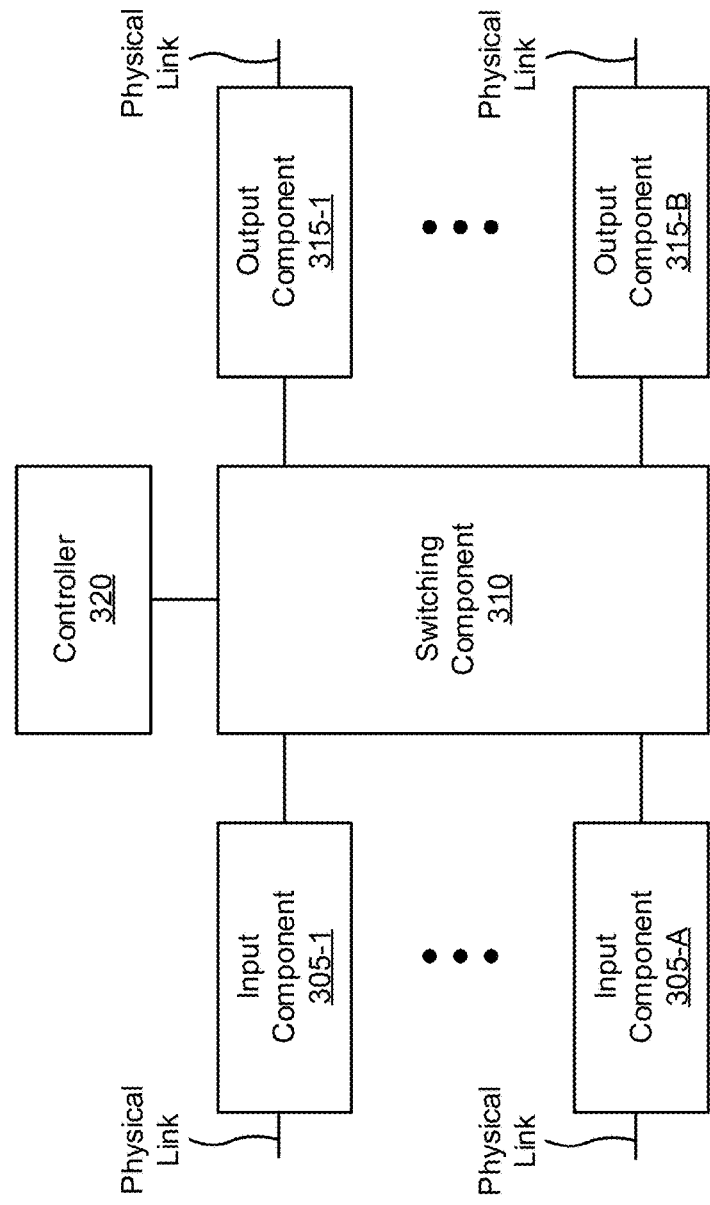 Controller
320
Physical
Link
Input
Component
305-1
Switching
Component
310
Output
Component
315-1
Physical
Link
Physical
Link
Input
Component
305-A
Output
Component
315-B
Physical
Link